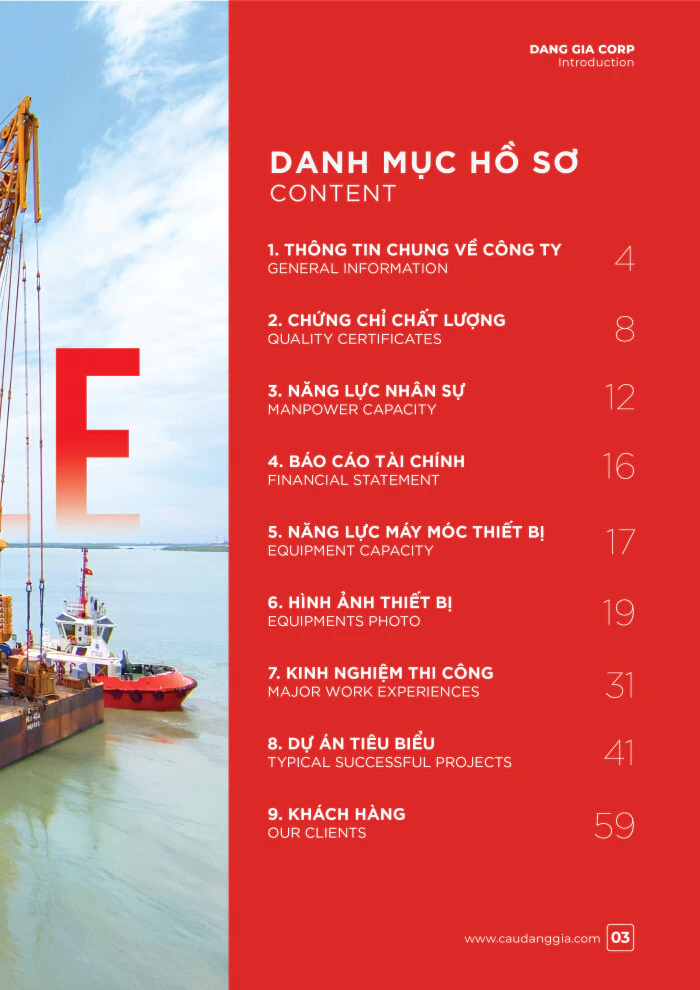 DANG GIA CORP
Introduction
DANH MỤC HỒ SƠ
CONTENT
1. THÔNG TIN CHUNG VỀ CÔNG TY
GENERAL INFORMATION
4
2. CHỨNG CHỈ CHẤT LƯỢNG
QUALITY CERTIFICATES
8
3. NĂNG LỰC NHÂN SỰ
MANPOWER CAPACITY
12
4. BÁO CÁO TÀI CHÍNH
FINANCIAL STATEMENT
16
5. NĂNG LỰC MÁY MÓC THIẾT BỊ
EQUIPMENT CAPACITY
17
6. HÌNH ẢNH THIẾT BỊ
EQUIPMENTS PHOTO
19
7. KINH NGHIỆM THI CÔNG
MAJOR WORK EXPERIENCES
31
8. DỰ ÁN TIÊU BIỂU
TYPICAL SUCCESSFUL PROJECTS
41
9. KHÁCH HÀNG
OUR CLIENTS
59
E
www.caudanggia.com 03